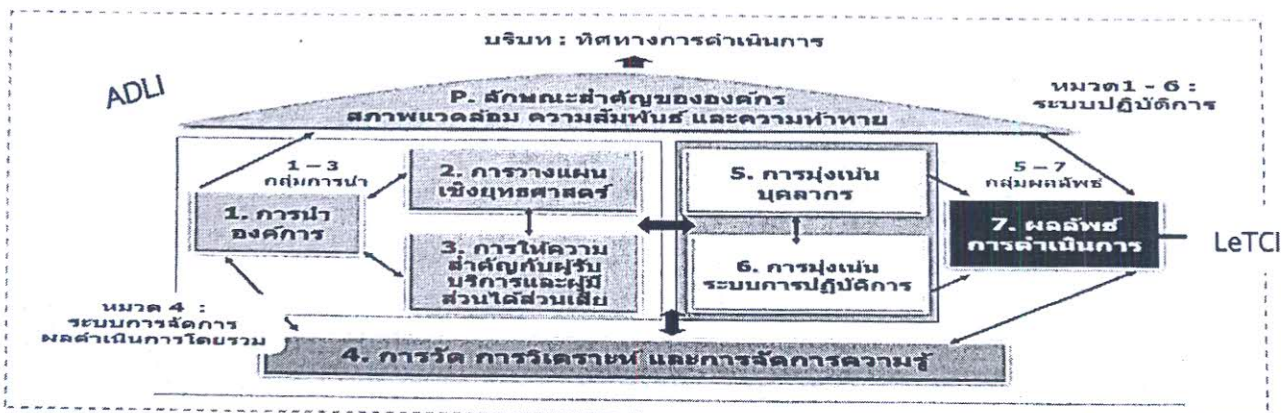 บริบท : ทิศทางการดำเนินการ
ADLI
P. ลักษณะสำคัญขององค์กร
สภาพแวดล้อม ความสัมพันธ์ และความท้าทาย
หมวด1 - 6 :
ระบบปฏิบัติการ
1 – 3
กลุ่มการนำ
2. การวางแผน
เชิงยุทธศาสตร์
5. การมุ่งเน้น
บุคลากร
5 – 7
กลุ่มผลลัพธ์
1. การนำ
องค์การ
7. ผลลัพธ์
การดำเนินการ
LeTCI
3. การให้ความ
สำคัญกับผู้รับ
บริการและผู้มี
ส่วนได้ส่วนเสีย
6. การมุ่งเน้น
ระบบการปฏิบัติการ
หมวด 4 :
ระบบการจัดการ
ผลดำเนินการโดยรวม
4. การวัด การวิเคราะห์ และการจัดการความรู้